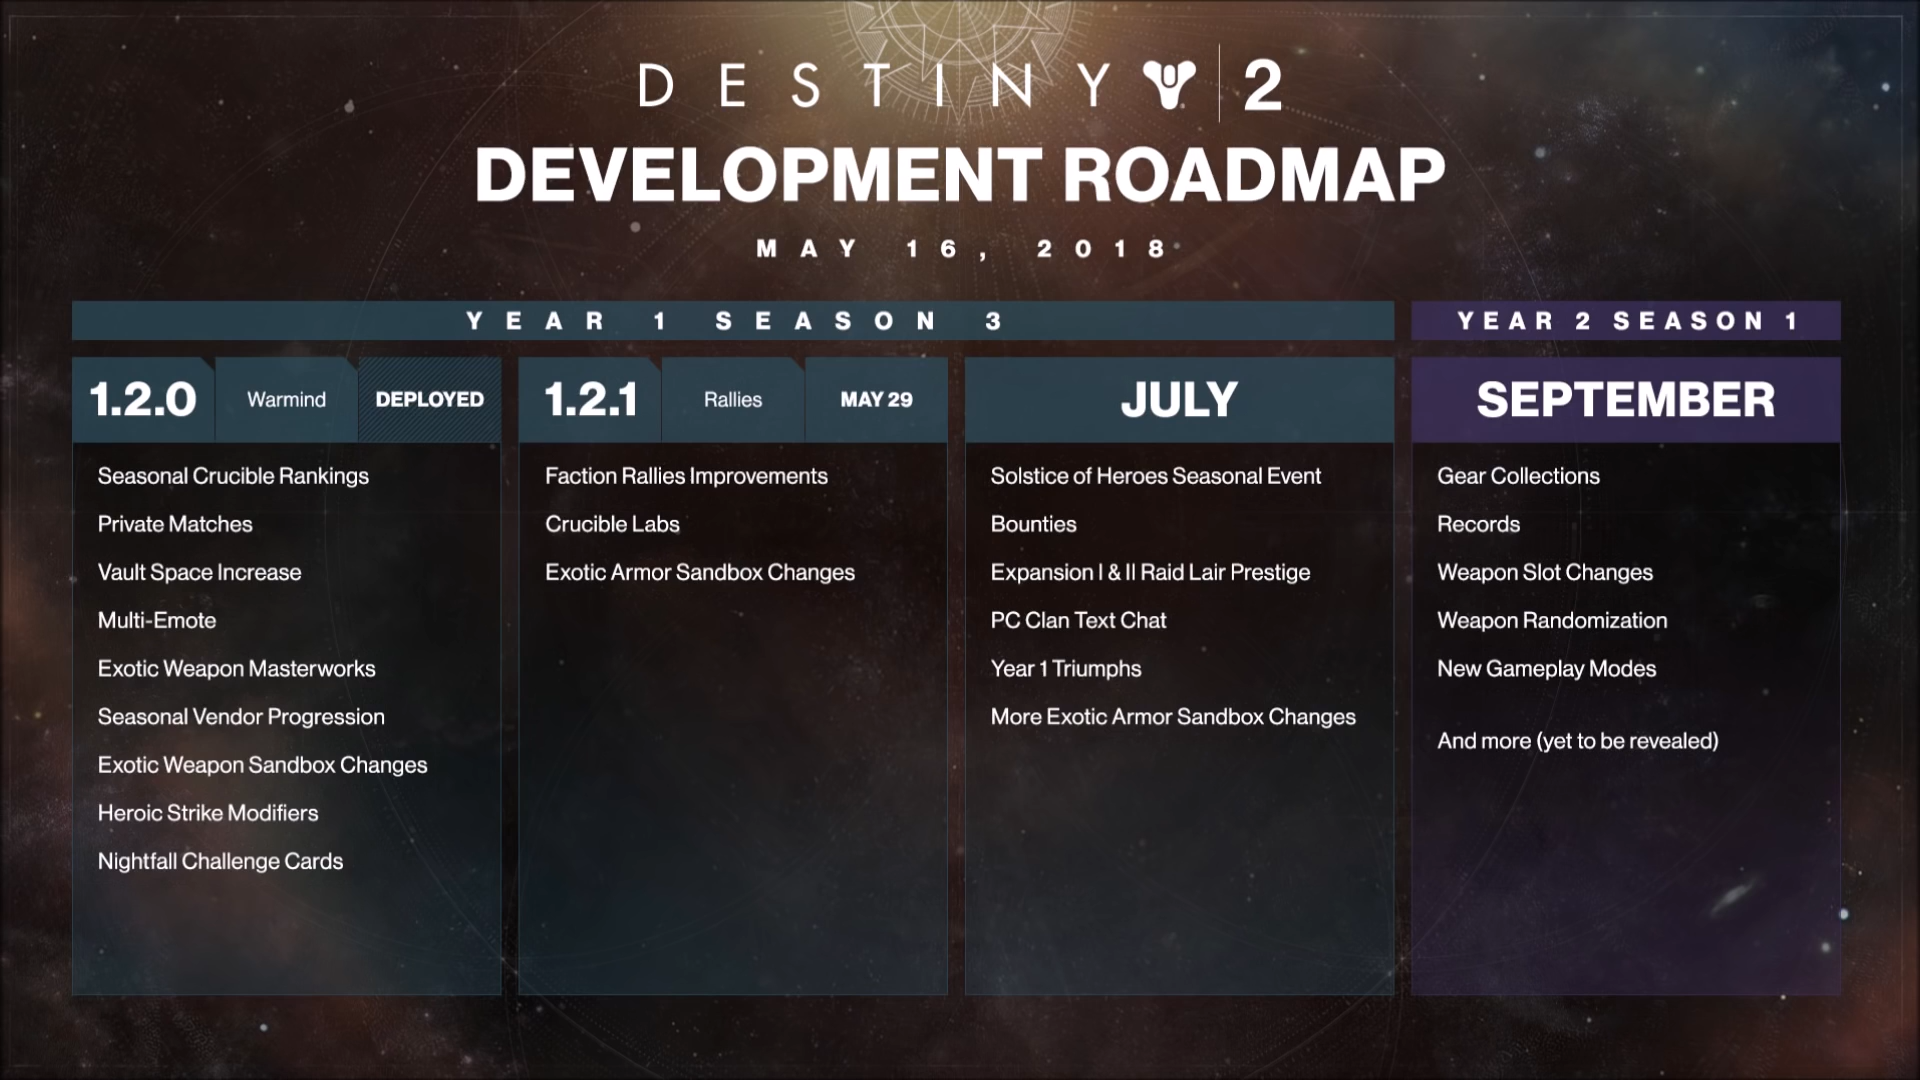 DESTINY 2
DEVELOPMENT ROADMAP
MAY 16, 2018
YEAR 1 SEASON 3
1.2.0 Warmind DEPLOYED
Seasonal Crucible Rankings
Private Matches
Vault Space Increase
Multi-Emote
Exotic Weapon Masterworks
Seasonal Vendor Progression
Exotic Weapon Sandbox Changes
Heroic Strike Modifiers
Nightfall Challenge Cards
1.2.1 Rallies MAY 29
Faction Rallies Improvements
Crucible Labs
Exotic Armor Sandbox Changes
JULY
Solstice of Heroes Seasonal Event
Bounties
Expansion I & II Raid Lair Prestige
PC Clan Text Chat
Year 1 Triumphs
More Exotic Armor Sandbox Changes
YEAR 2 SEASON 1
SEPTEMBER
Gear Collections
Records
Weapon Slot Changes
Weapon Randomization
New Gameplay Modes
And more (yet to be revealed)